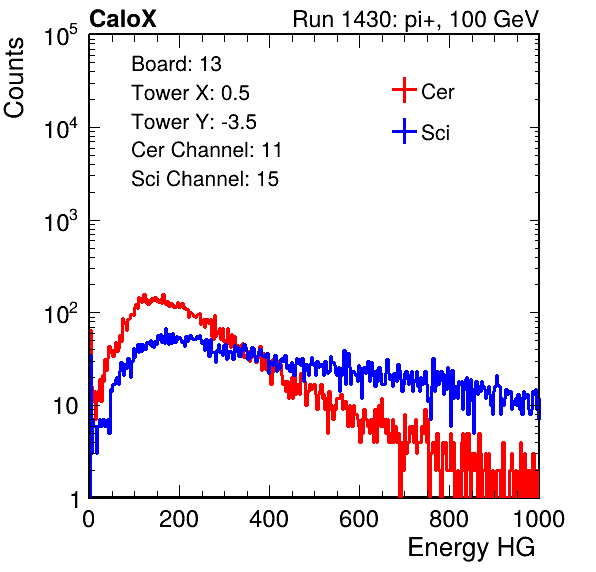 CaloX Run 1430: pi+, 100 GeV
Counts
10^5
10^4
10^3
10^2
10
1
Board: 13
Tower X: 0.5
Tower Y: -3.5
Cer Channel: 11
Sci Channel: 15
Cer
Sci
0 200 400 600 800 1000
Energy HG